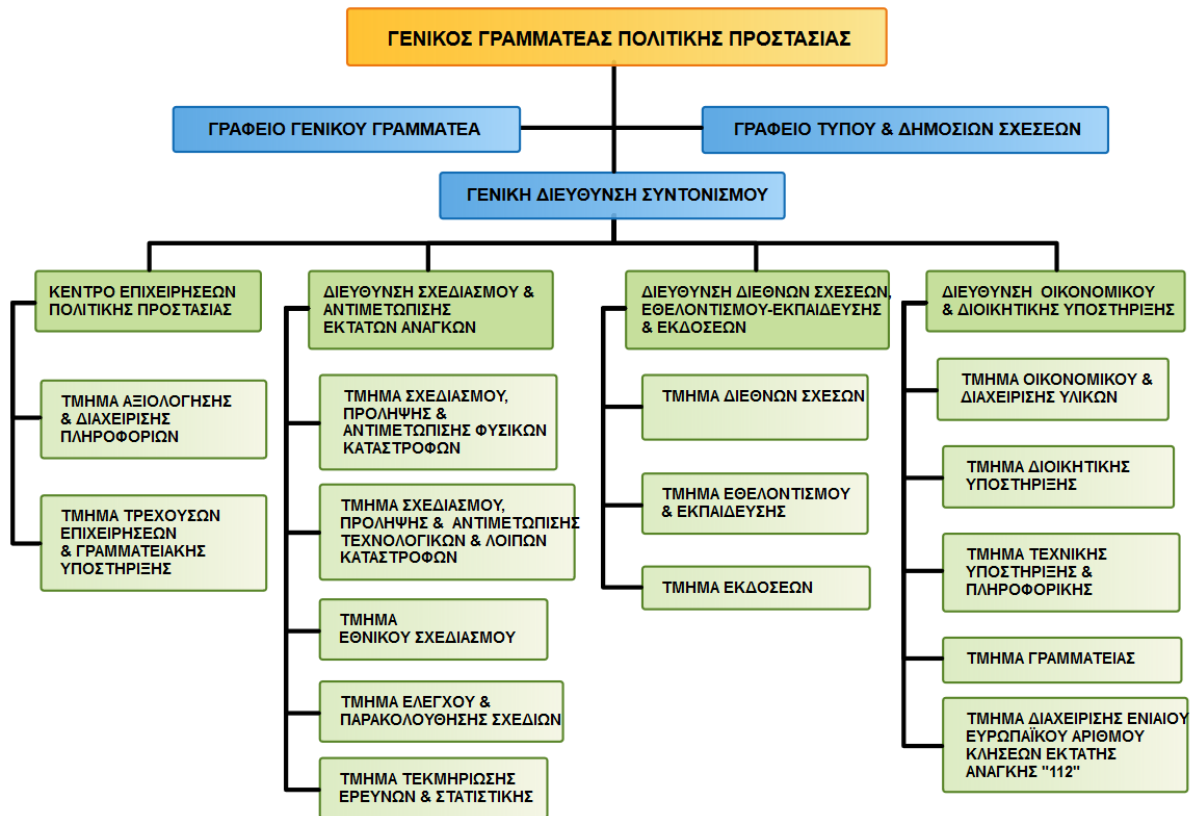 ΓΕΝΙΚΟΣ ΓΡΑΜΜΑΤΕΑΣ ΠΟΛΙΤΙΚΗΣ ΠΡΟΣΤΑΣΙΑΣ
ΓΡΑΦΕΙΟ ΓΕΝΙΚΟΥ ΓΡΑΜΜΑΤΕΑ
ΓΡΑΦΕΙΟ ΤΥΠΟΥ & ΔΗΜΟΣΙΩΝ ΣΧΕΣΕΩΝ
ΓΕΝΙΚΗ ΔΙΕΥΘΥΝΣΗ ΣΥΝΤΟΝΙΣΜΟΥ
ΚΕΝΤΡΟ ΕΠΙΧΕΙΡΗΣΕΩΝ
ΠΟΛΙΤΙΚΗΣ ΠΡΟΣΤΑΣΙΑΣ
ΤΜΗΜΑ ΑΞΙΟΛΟΓΗΣΗΣ
& ΔΙΑΧΕΙΡΙΣΗΣ
ΠΛΗΡΟΦΟΡΙΩΝ
ΤΜΗΜΑ ΤΡΕΧΟΥΣΩΝ
ΕΠΙΧΕΙΡΗΣΕΩΝ
& ΓΡΑΜΜΑΤΕΙΑΚΗΣ
ΥΠΟΣΤΗΡΙΞΗΣ
ΔΙΕΥΘΥΝΣΗ ΣΧΕΔΙΑΣΜΟΥ &
ΑΝΤΙΜΕΤΩΠΙΣΗΣ
ΕΚΤΑΤΩΝ ΑΝΑΓΚΩΝ
ΤΜΗΜΑ ΣΧΕΔΙΑΣΜΟΥ,
ΠΡΟΛΗΨΗΣ &
ΑΝΤΙΜΕΤΩΠΙΣΗΣ ΦΥΣΙΚΩΝ
ΚΑΤΑΣΤΡΟΦΩΝ
ΤΜΗΜΑ ΣΧΕΔΙΑΣΜΟΥ,
ΠΡΟΛΗΨΗΣ & ΑΝΤΙΜΕΤΩΠΙΣΗΣ
ΤΕΧΝΟΛΟΓΙΚΩΝ & ΛΟΙΠΩΝ
ΚΑΤΑΣΤΡΟΦΩΝ
ΤΜΗΜΑ
ΕΘΝΙΚΟΥ ΣΧΕΔΙΑΣΜΟΥ
ΤΜΗΜΑ ΕΛΕΓΧΟΥ &
ΠΑΡΑΚΟΛΟΥΘΗΣΗΣ ΣΧΕΔΙΩΝ
ΤΜΗΜΑ ΤΕΚΜΗΡΙΩΣΗΣ
ΕΡΕΥΝΩΝ & ΣΤΑΤΙΣΤΙΚΗΣ
ΔΙΕΥΘΥΝΣΗ ΔΙΕΘΝΩΝ ΣΧΕΣΕΩΝ,
ΕΘΕΛΟΝΤΙΣΜΟΥ-ΕΚΠΑΙΔΕΥΣΗΣ
& ΕΚΔΟΣΕΩΝ
ΤΜΗΜΑ ΔΙΕΘΝΩΝ ΣΧΕΣΩΝ
ΤΜΗΜΑ ΕΘΕΛΟΝΤΙΣΜΟΥ
& ΕΚΠΑΙΔΕΥΣΗΣ
ΤΜΗΜΑ ΕΚΔΟΣΕΩΝ
ΔΙΕΥΘΥΝΣΗ ΟΙΚΟΝΟΜΙΚΟΥ
& ΔΙΟΙΚΗΤΙΚΗΣ ΥΠΟΣΤΗΡΙΞΗΣ
ΤΜΗΜΑ ΟΙΚΟΝΟΜΙΚΟΥ &
ΔΙΑΧΕΙΡΙΣΗΣ ΥΛΙΚΩΝ
ΤΜΗΜΑ ΔΙΟΙΚΗΤΙΚΗΣ
ΥΠΟΣΤΗΡΙΞΗΣ
ΤΜΗΜΑ ΤΕΧΝΙΚΗΣ
ΥΠΟΣΤΗΡΙΞΗΣ &
ΠΛΗΡΟΦΟΡΙΚΗΣ
ΤΜΗΜΑ ΓΡΑΜΜΑΤΕΙΑΣ
ΤΜΗΜΑ ΔΙΑΧΕΙΡΙΣΗΣ ΕΝΙΑΙΟΥ
ΕΥΡΩΠΑΪΚΟΥ ΑΡΙΘΜΟΥ
ΚΛΗΣΕΩΝ ΕΚΤΑΤΗΣ
ΑΝΑΓΚΗΣ "112"